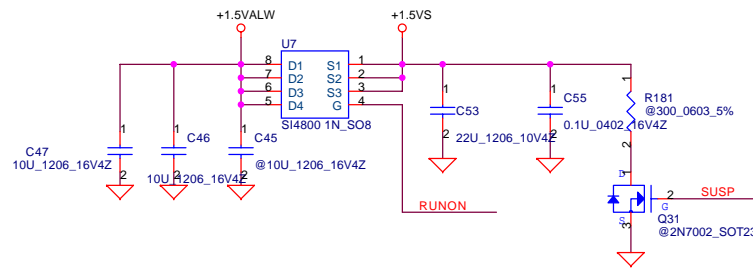 +1.5VALW
+1.5VS
U7
8 D1 S1 1
7 D2 S2 2
6 D3 S3 3
5 D4 G 4
SI4800 1N_SO8
1
C47
10U_1206_16V4Z
2
1
C46
10U_1206_16V4Z
2
1
C45
@10U_1206_16V4Z
2
1
C53
22U_1206_10V4Z
2
1
C55
0.1U_0402_16V4Z
2
1
R181
@300_0603_5%
2
RUNON
D
SUSP
2
G
S
3
Q31
@2N7002_SOT23